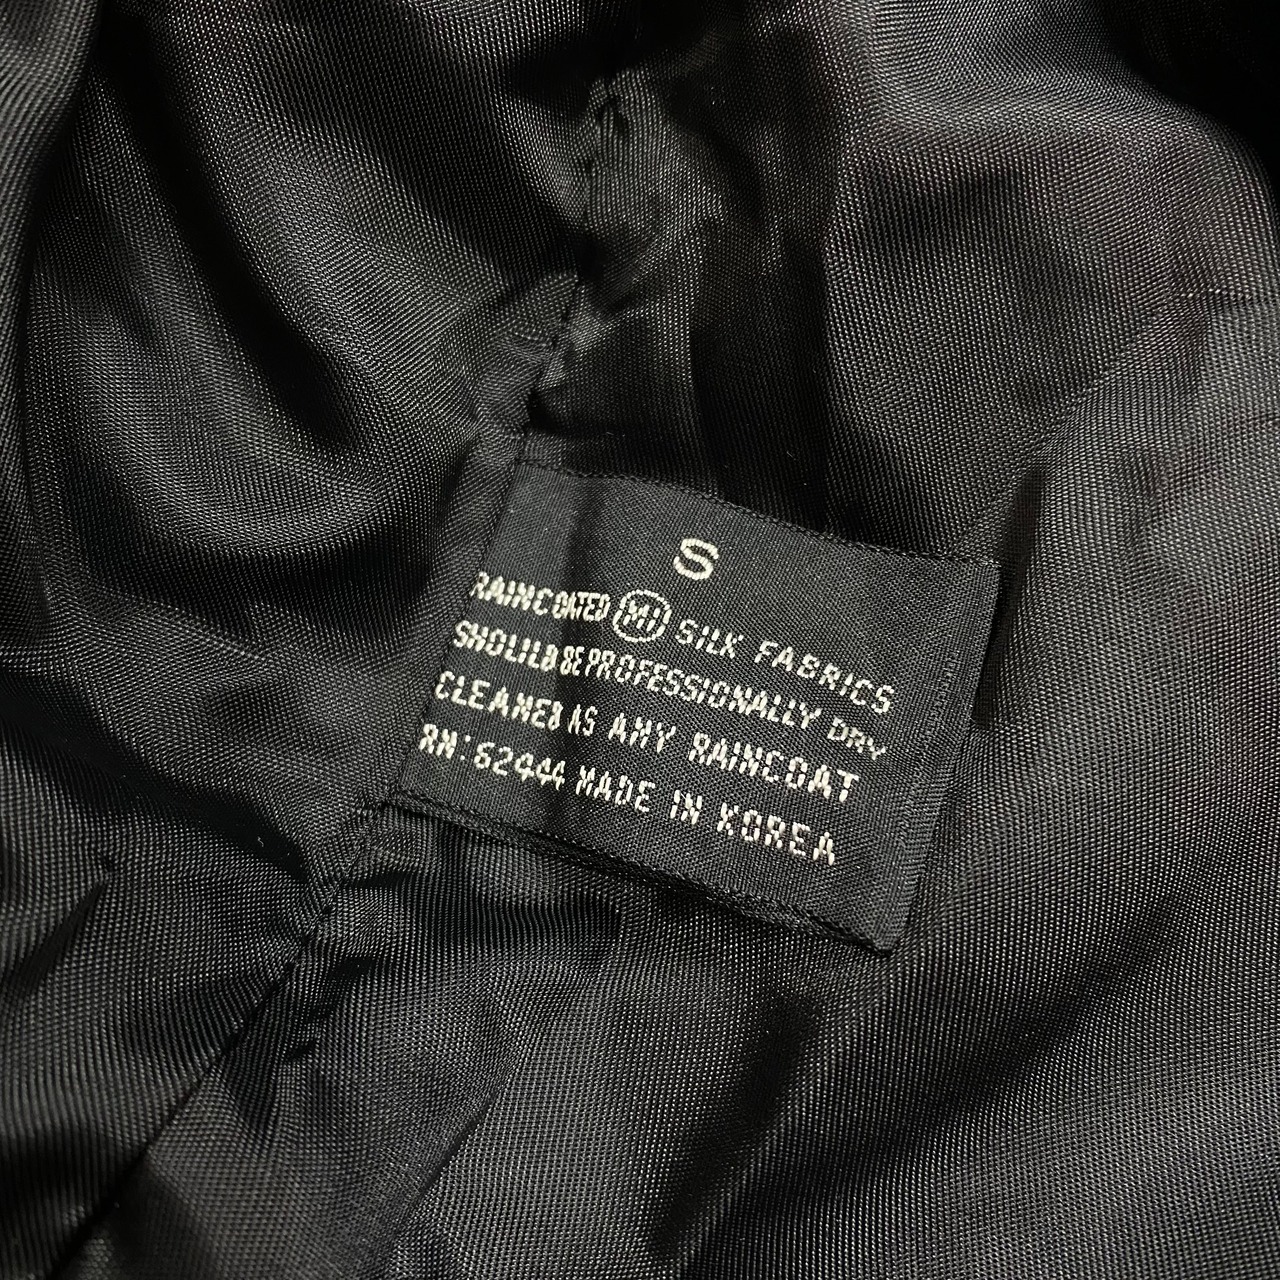 S
RAINCOATED MI SILK FABRICS
SHOULD BE PROFESSIONALLY DRY
CLEANED AS ANY RAINCOAT
RN: 62444 MADE IN KOREA